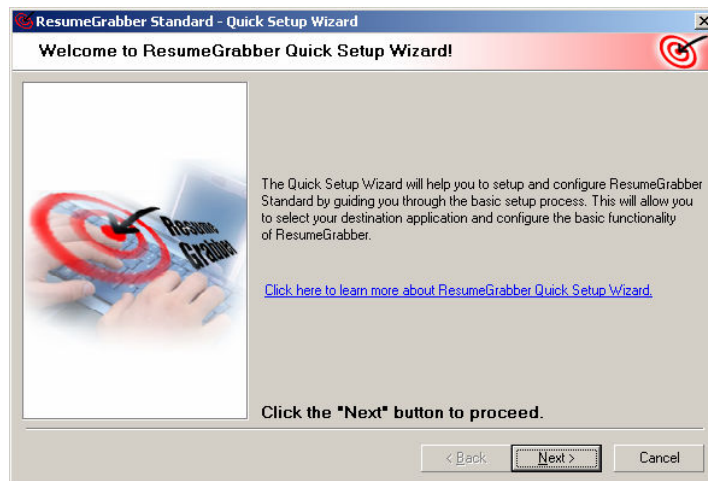 ResumeGrabber Standard - Quick Setup Wizard
Welcome to ResumeGrabber Quick Setup Wizard!
Resume
Grabber
The Quick Setup Wizard will help you to setup and configure ResumeGrabber
Standard by guiding you through the basic setup process. This will allow you
to select your destination application and configure the basic functionality
of ResumeGrabber.
Click here to learn more about ResumeGrabber Quick Setup Wizard.
Click the "Next" button to proceed.
< Back
Next >
Cancel